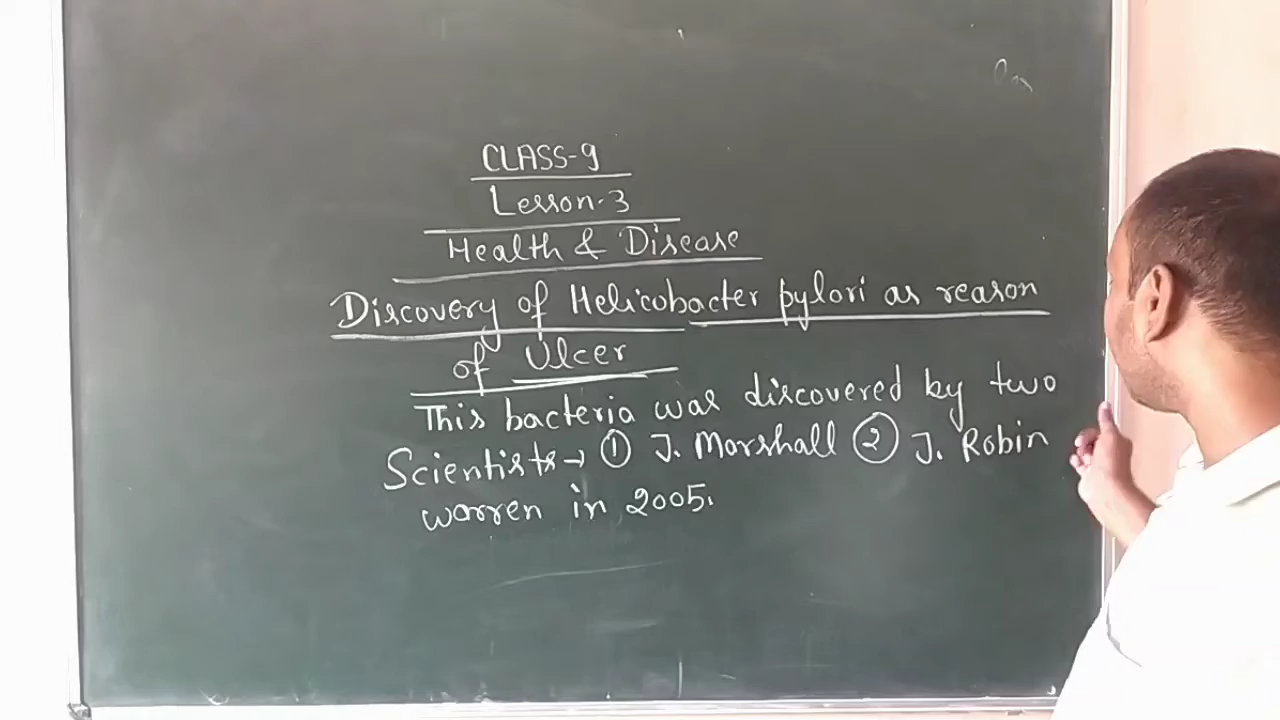 CLASS-9
Lesson-3
Health & Disease
Discovery of Helicobacter pylori as reason
of Ulcer
This bacteria was discovered by two
Scientists→ ① J. Marshall ② J. Robin
warren in 2005.